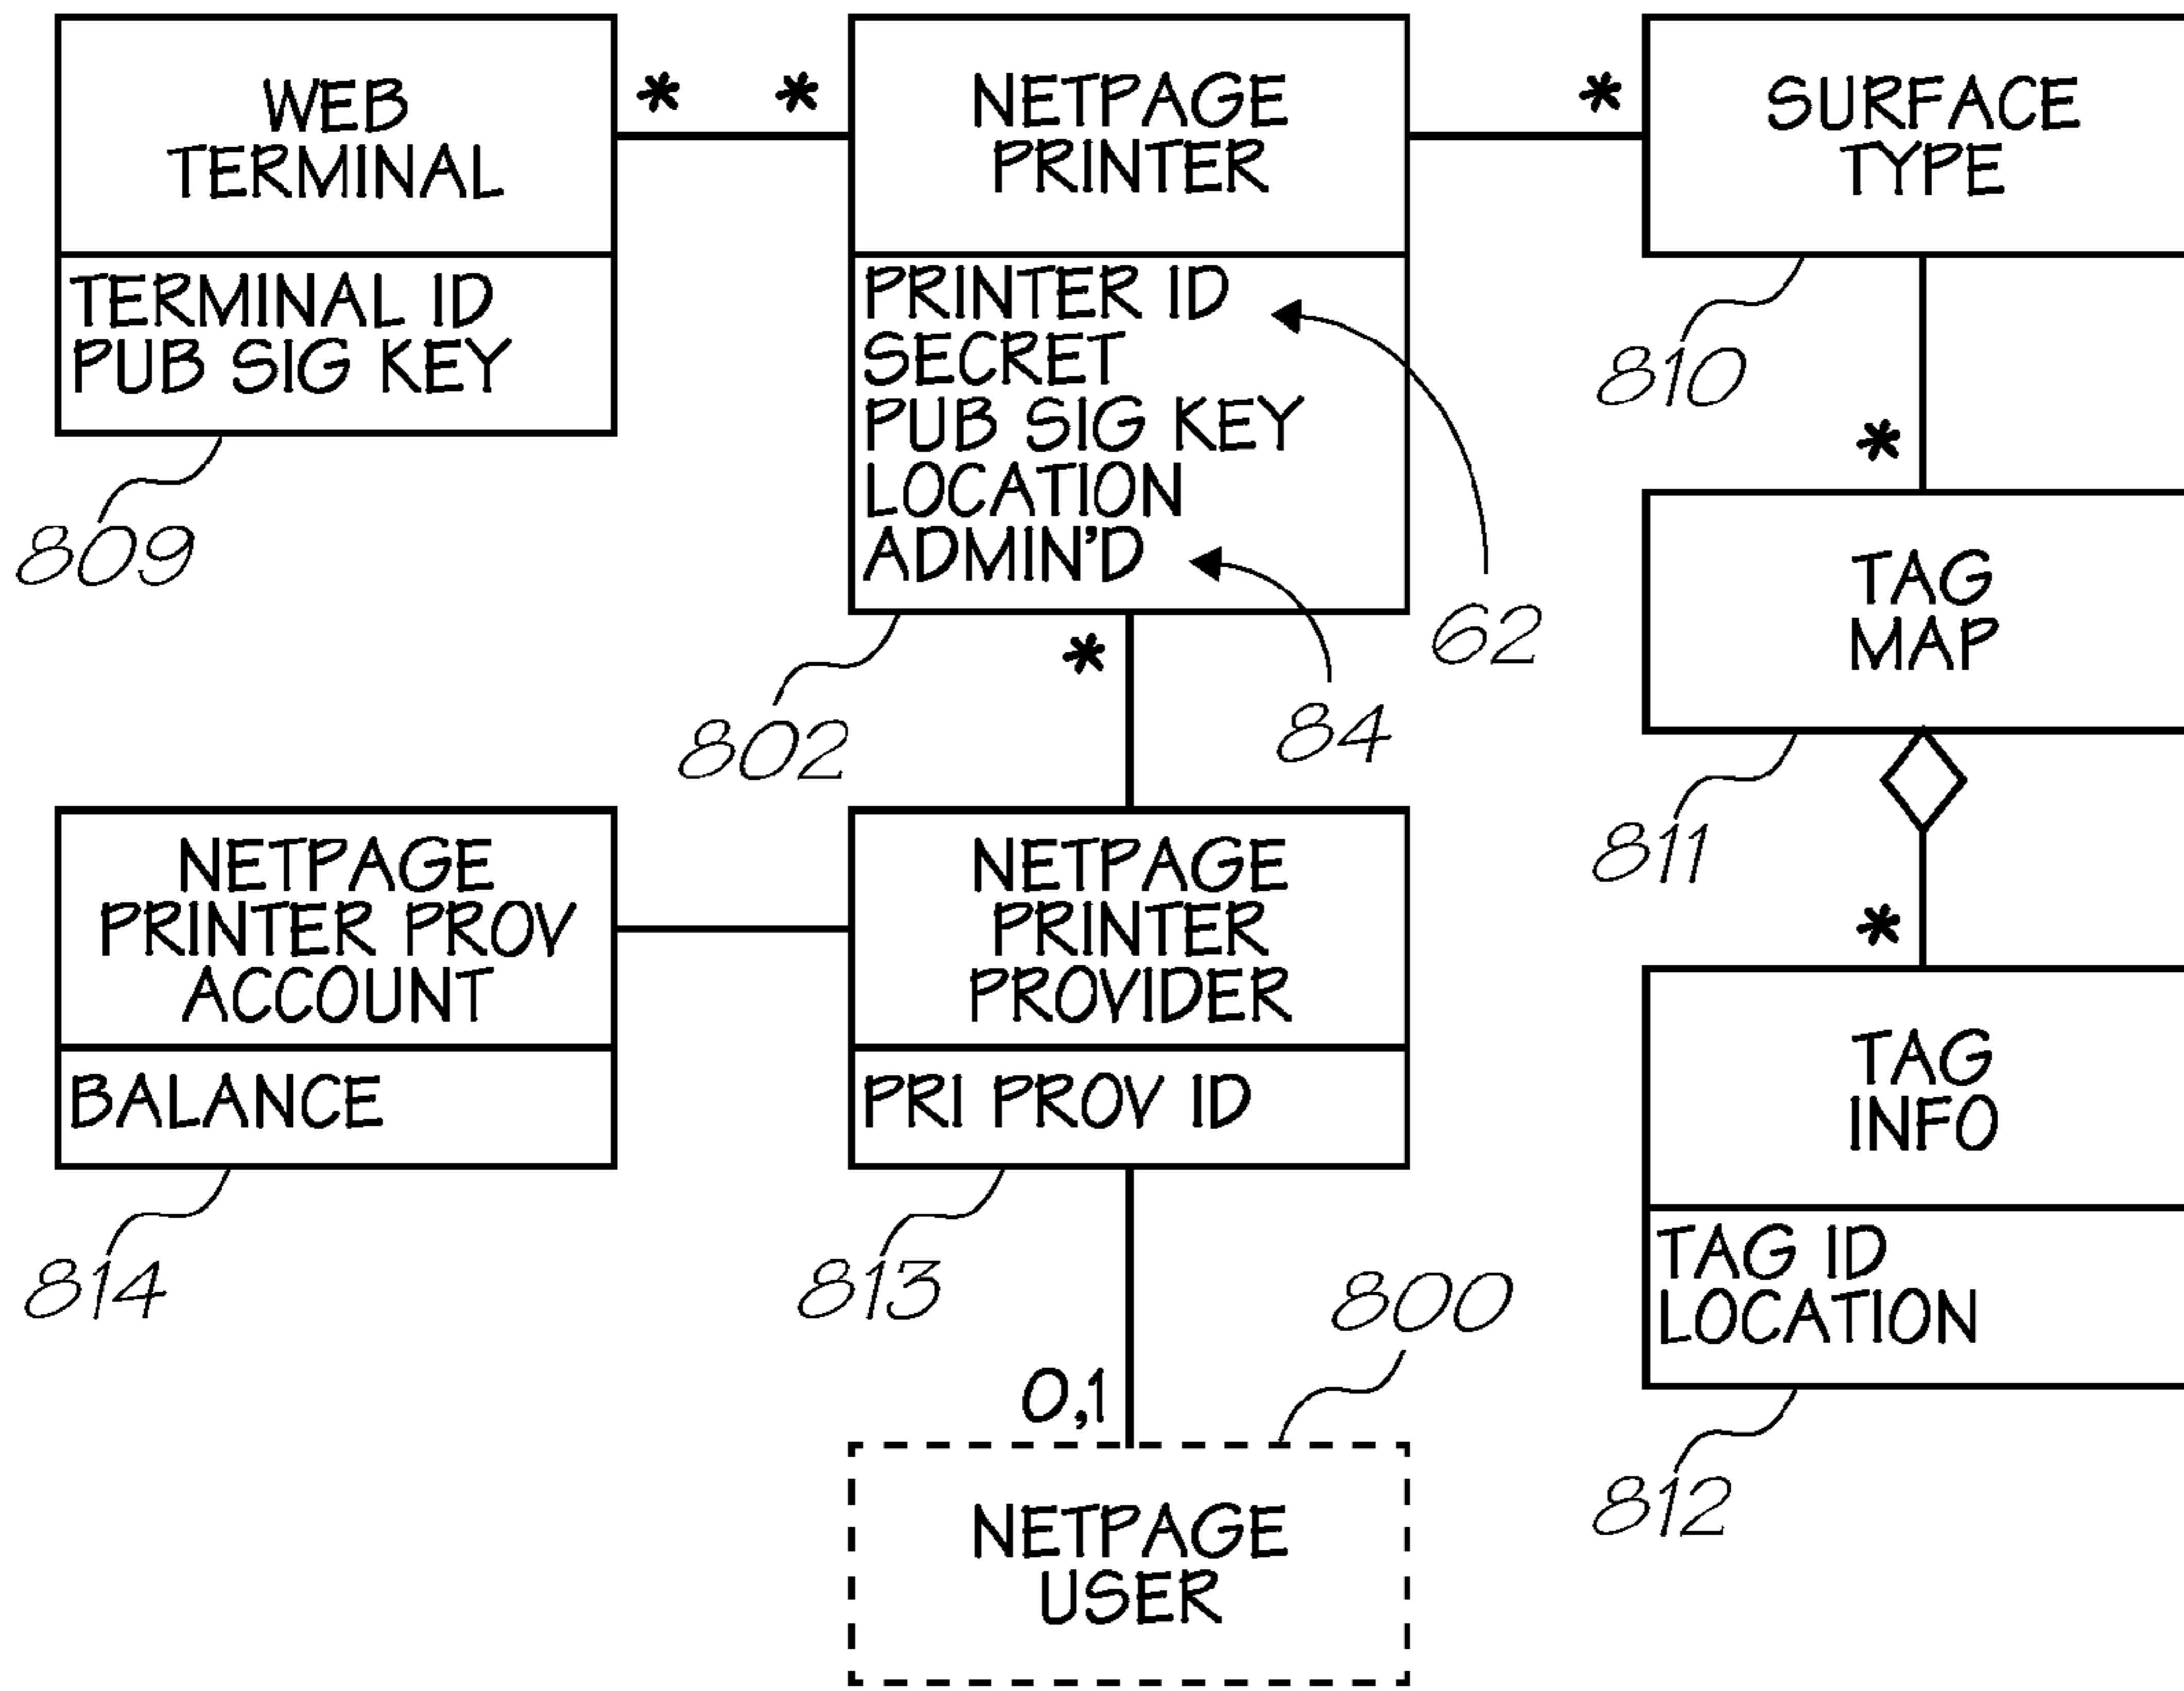 WEB
TERMINAL
TERMINAL ID
PUB SIG KEY
809
* *
NETPAGE
PRINTER
PRINTER ID
SECRET
PUB SIG KEY
LOCATION
ADMIN'D
62
84
802
*
*
SURFACE
TYPE
810
*
TAG
MAP
811
*
TAG
INFO
TAG ID
LOCATION
812
NETPAGE
PRINTER PROV
ACCOUNT
BALANCE
814
NETPAGE
PRINTER
PROVIDER
PRI PROV ID
813
0,1
800
NETPAGE
USER